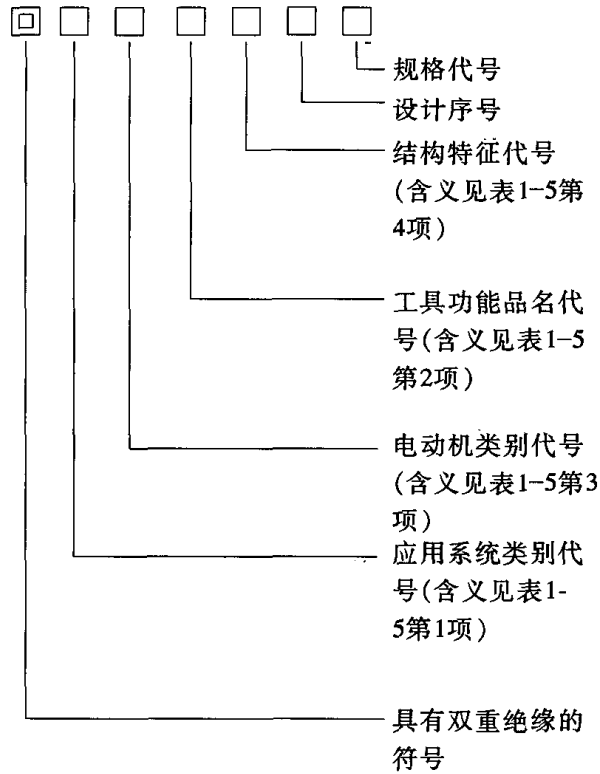 规格代号
设计序号
结构特征代号
(含义见表1-5第
4项)
工具功能品名代
号(含义见表1-5
第2项)
电动机类别代号
(含义见表1-5第3
项)
应用系统类别代
号(含义见表1-
5第1项)
具有双重绝缘的
符号